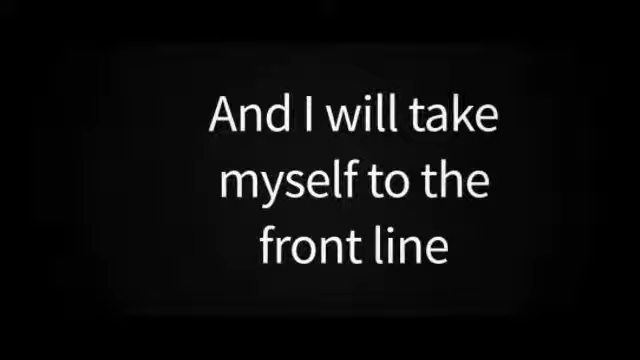 And I will take
myself to the
front line